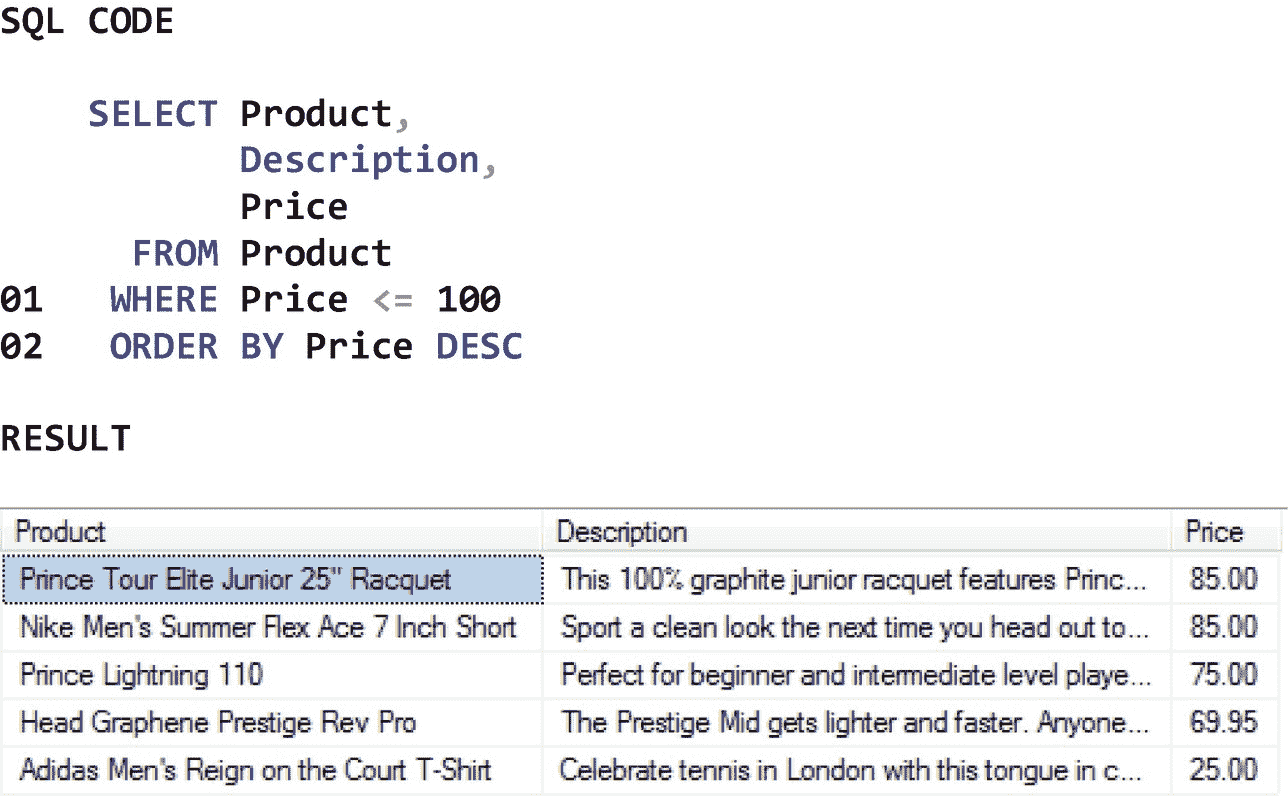 SQL CODE
SELECT Product,
Description,
Price
FROM Product
01 WHERE Price <= 100
02 ORDER BY Price DESC
RESULT
Product Description Price
Prince Tour Elite Junior 25" Racquet This 100% graphite junior racquet features Princ... 85.00
Nike Men's Summer Flex Ace 7 Inch Short Sport a clean look the next time you head out to... 85.00
Prince Lightning 110 Perfect for beginner and intermediate level playe... 75.00
Head Graphene Prestige Rev Pro The Prestige Mid gets lighter and faster. Anyone... 69.95
Adidas Men's Reign on the Court T-Shirt Celebrate tennis in London with this tongue in c... 25.00